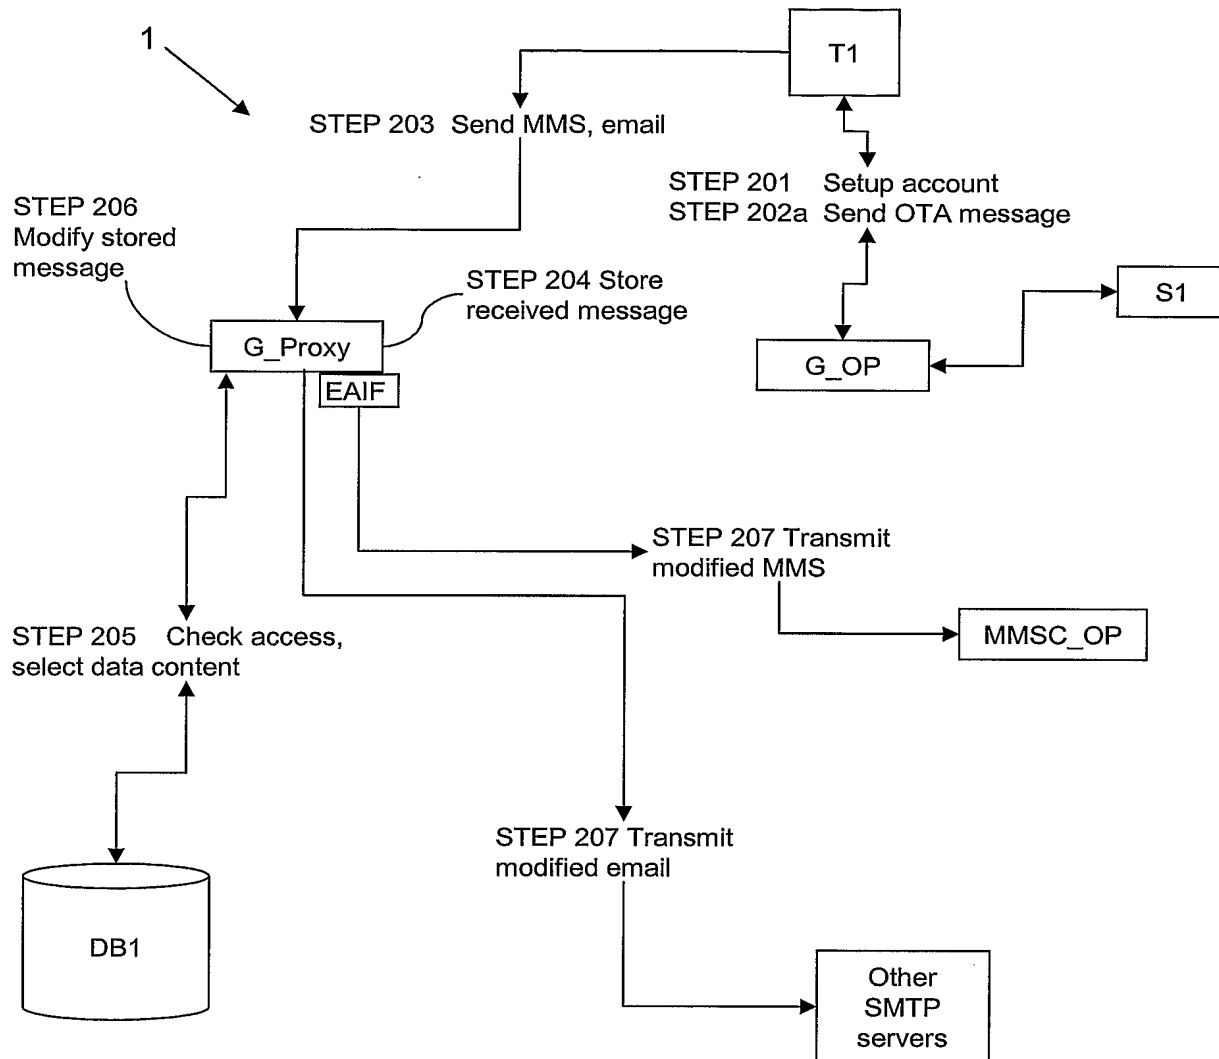 1
T1
STEP 203 Send MMS, email
STEP 201 Setup account
STEP 202a Send OTA message
STEP 206
Modify stored
message
STEP 204 Store
received message
S1
G_Proxy
G_OP
EAIF
STEP 207 Transmit
modified MMS
STEP 205 Check access,
select data content
MMSC_OP
STEP 207 Transmit
modified email
DB1
Other
SMTP
servers